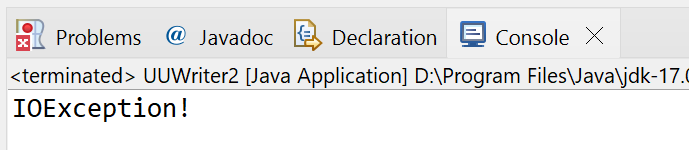 Problems @ Javadoc Declaration Console
<terminated> UUWriter2 [Java Application] D:\Program Files\Java\jdk-17.0
IOException!